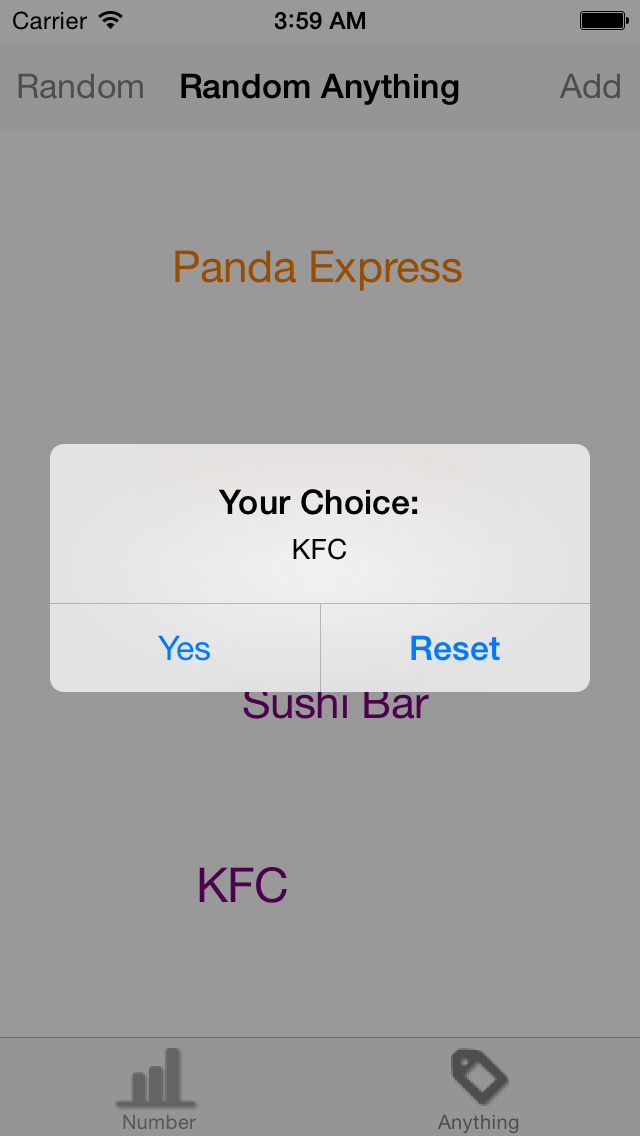 Carrier 3:59 AM
Random Random Anything Add
Panda Express
Your Choice:
KFC
Yes Reset
Sushi Bar
KFC
Number Anything